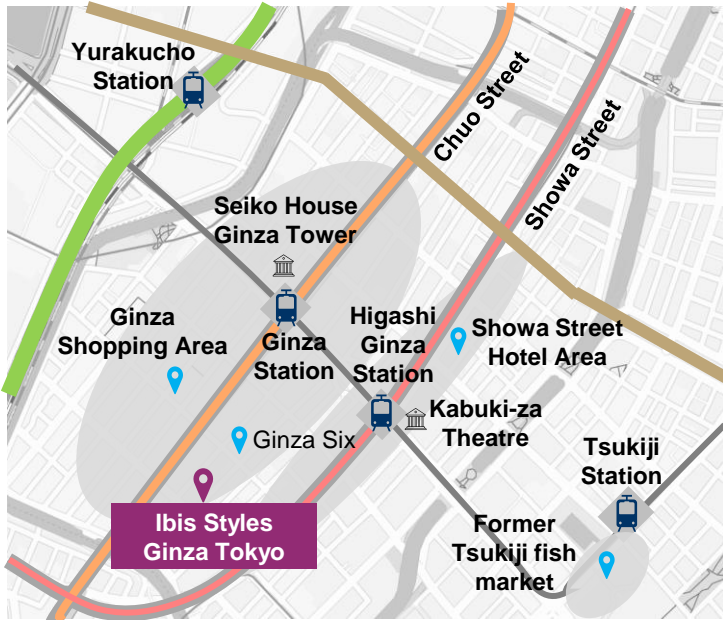 Yurakucho
Station
Chuo Street
Showa Street
Seiko House
Ginza Tower
Ginza
Shopping Area
Ginza
Station
Higashi
Ginza
Station
Showa Street
Hotel Area
Kabuki-za
Theatre
Ginza Six
Tsukiji
Station
Ibis Styles
Ginza Tokyo
Former
Tsukiji fish
market